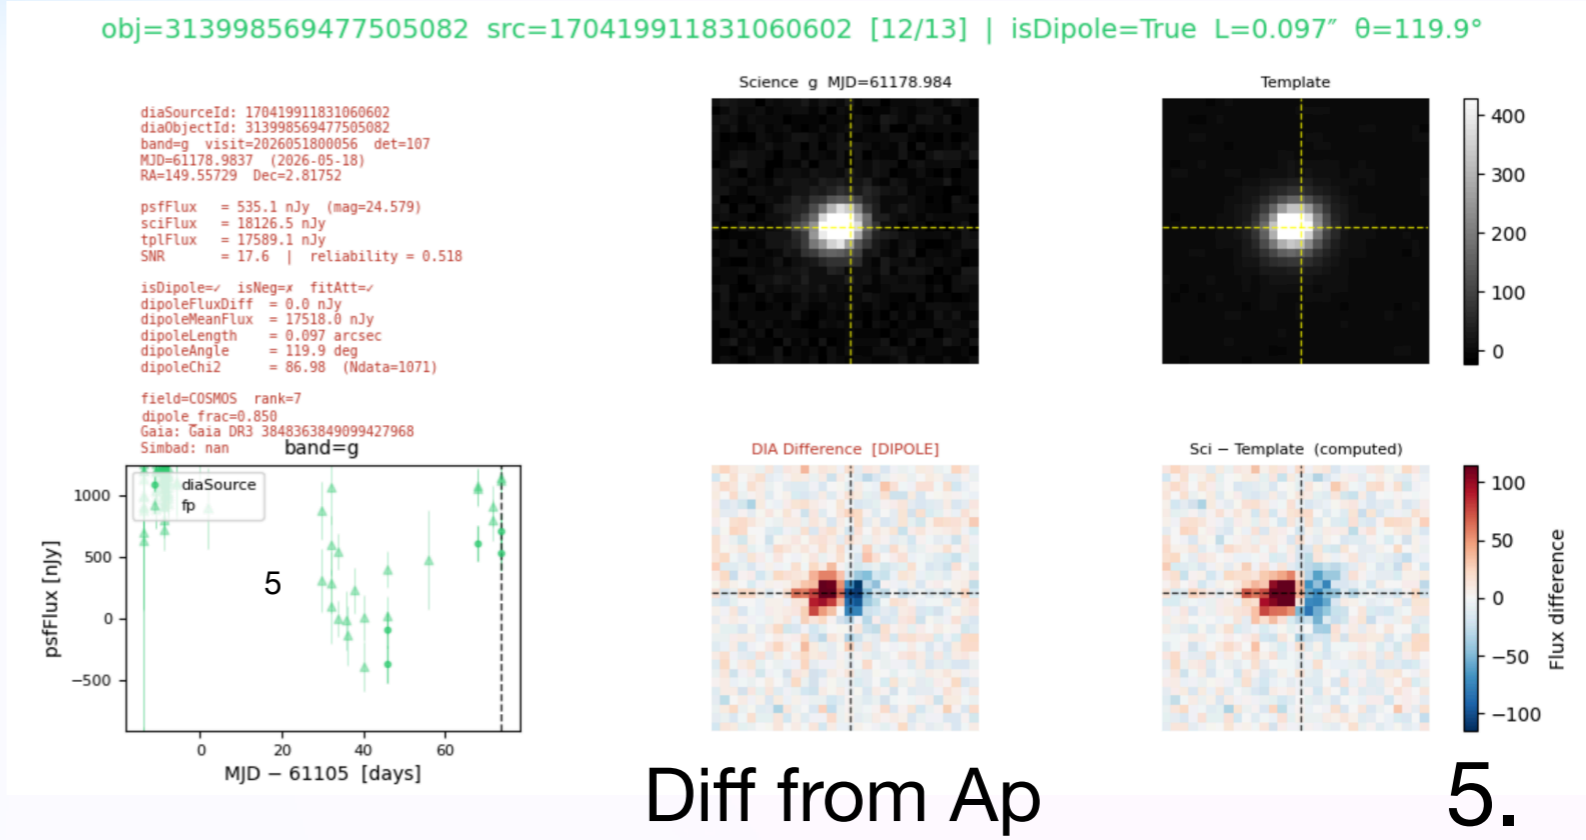 obj=313998569477505082 src=170419911831060602 [12/13] | isDipole=True L=0.097″ θ=119.9°
diaSourceId: 170419911831060602
diaObjectId: 313998569477505082
band=g visit=2026051800056 det=107
MJD=61178.9837 (2026-05-18)
RA=149.55729 Dec=2.81752
psfFlux = 535.1 nJy (mag=24.579)
sciFlux = 18126.5 nJy
tplFlux = 17589.1 nJy
SNR = 17.6 | reliability = 0.518
isDipole=✓ isNeg=✗ fitAtt=✓
dipoleFluxDiff = 0.0 nJy
dipoleMeanFlux = 17518.0 nJy
dipoleLength = 0.097 arcsec
dipoleAngle = 119.9 deg
dipoleChi2 = 86.98 (Ndata=1071)
field=COSMOS rank=7
dipole_frac=0.850
Gaia: Gaia DR3 3848363849099427968
Simbad: nan
Science g MJD=61178.984
Template
400
300
200
100
0
band=g
diaSource
fp
5
1000
500
0
−500
psfFlux [nJy]
0 20 40 60
MJD − 61105 [days]
DIA Difference [DIPOLE]
Sci − Template (computed)
100
50
0
−50
−100
Flux difference
Diff from Ap
5.